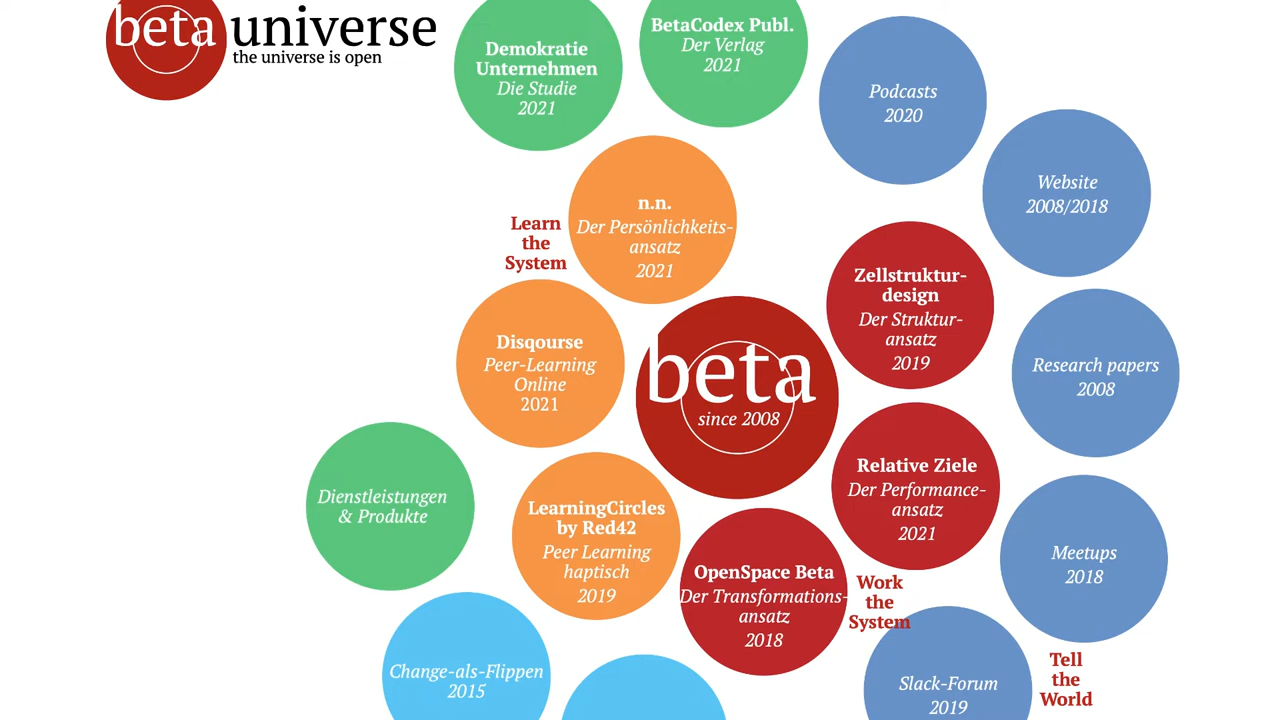 beta universe
the universe is open
Demokratie
Unternehmen
Die Studie
2021
BetaCodex Publ.
Der Verlag
2021
Podcasts
2020
Website
2008/2018
n.n.
Der Persönlichkeits-
ansatz
2021
Learn
the
System
Zellstruktur-
design
Der Struktur-
ansatz
2019
Disqourse
Peer-Learning
Online
2021
beta
since 2008
Research papers
2008
Relative Ziele
Der Performance-
ansatz
2021
Dienstleistungen
& Produkte
LearningCircles
by Red42
Peer Learning
haptisch
2019
OpenSpace Beta
Der Transformations-
ansatz
2018
Work
the
System
Meetups
2018
Change-als-Flippen
2015
Slack-Forum
2019
Tell
the
World